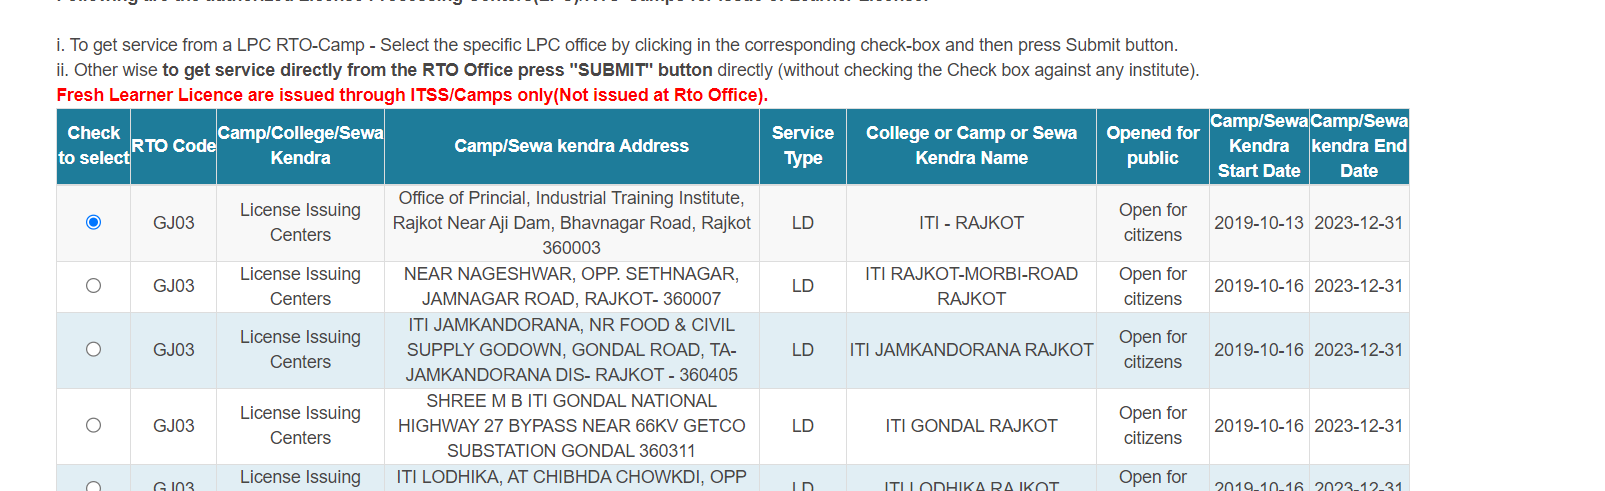 i. To get service from a LPC RTO-Camp - Select the specific LPC office by clicking in the corresponding check-box and then press Submit button.
ii. Other wise to get service directly from the RTO Office press "SUBMIT" button directly (without checking the Check box against any institute).
Fresh Learner Licence are issued through ITSS/Camps only(Not issued at Rto Office).
Check to select RTO Code Camp/College/Sewa Kendra Camp/Sewa kendra Address Service Type College or Camp or Sewa Kendra Name Opened for public Camp/Sewa Kendra Start Date Camp/Sewa kendra End Date
GJ03 License Issuing Centers Office of Princial, Industrial Training Institute, Rajkot Near Aji Dam, Bhavnagar Road, Rajkot 360003 LD ITI - RAJKOT Open for citizens 2019-10-13 2023-12-31
GJ03 License Issuing Centers NEAR NAGESHWAR, OPP. SETHNAGAR, JAMNAGAR ROAD, RAJKOT- 360007 LD ITI RAJKOT-MORBI-ROAD RAJKOT Open for citizens 2019-10-16 2023-12-31
GJ03 License Issuing Centers ITI JAMKANDORANA, NR FOOD & CIVIL SUPPLY GODOWN, GONDAL ROAD, TA- JAMKANDORANA DIS- RAJKOT - 360405 LD ITI JAMKANDORANA RAJKOT Open for citizens 2019-10-16 2023-12-31
GJ03 License Issuing Centers SHREE M B ITI GONDAL NATIONAL HIGHWAY 27 BYPASS NEAR 66KV GETCO SUBSTATION GONDAL 360311 LD ITI GONDAL RAJKOT Open for citizens 2019-10-16 2023-12-31
GJ03 License Issuing ITI LODHIKA, AT CHIBHDA CHOWKDI, OPP LD ITI LODHIKA RAJKOT Open for 2019-10-16 2023-12-31